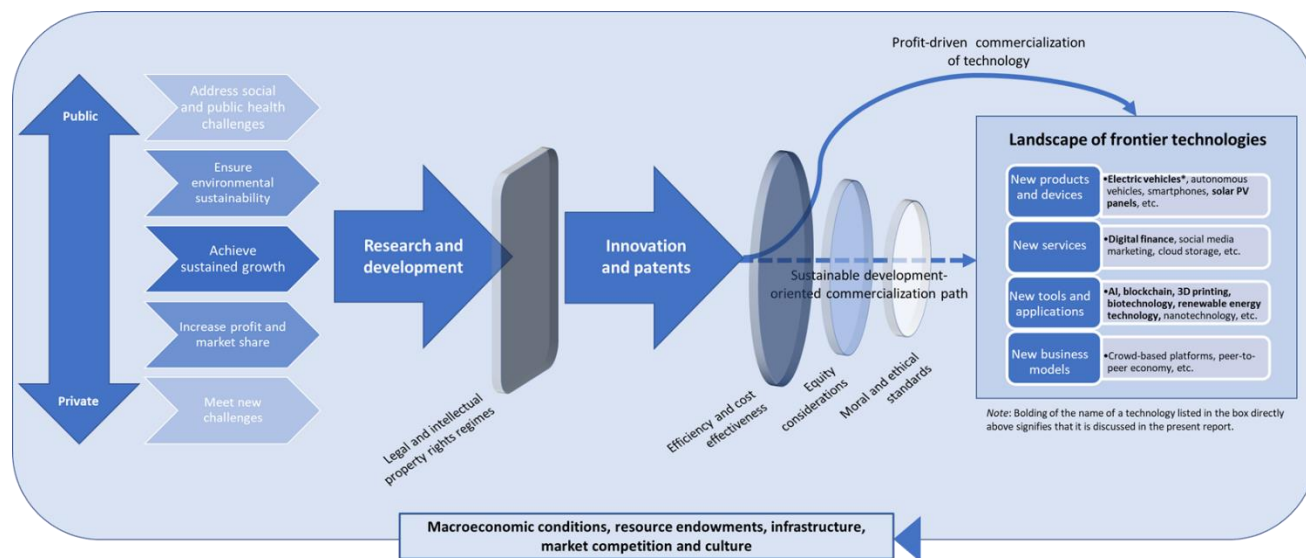 Public
Private
Address social
and public health
challenges
Ensure
environmental
sustainability
Achieve
sustained growth
Increase profit and
market share
Meet new
challenges
Research and
development
Legal and intellectual
property rights regimes
Innovation
and patents
Efficiency and cost
effectiveness
Equity
considerations
Moral and ethical
standards
Profit-driven commercialization
of technology
Sustainable development-
oriented commercialization path
Landscape of frontier technologies
New products
and devices
•Electric vehicles*, autonomous
vehicles, smartphones, solar PV
panels, etc.
New services
•Digital finance, social media
marketing, cloud storage, etc.
New tools and
applications
•AI, blockchain, 3D printing,
biotechnology, renewable energy
technology, nanotechnology, etc.
New business
models
•Crowd-based platforms, peer-to-
peer economy, etc.
Note: Bolding of the name of a technology listed in the box directly
above signifies that it is discussed in the present report.
Macroeconomic conditions, resource endowments, infrastructure,
market competition and culture